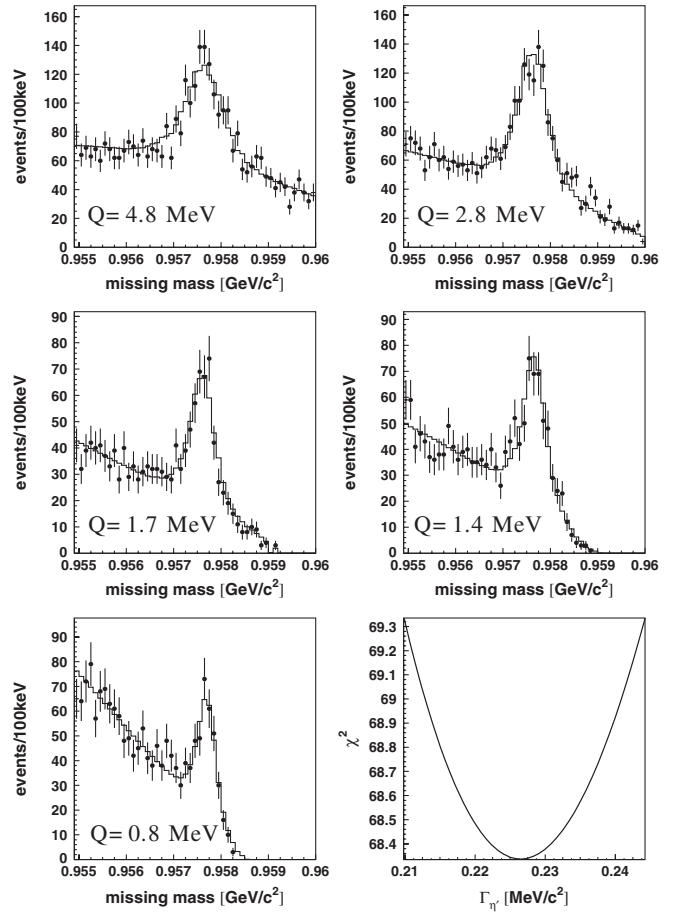 events/100keV
140
120
100
80
60
40
20
0
Q= 4.8 MeV
0.955 0.956 0.957 0.958 0.959 0.96
missing mass [GeV/c²]
events/100keV
140
120
100
80
60
40
20
0
Q= 2.8 MeV
0.955 0.956 0.957 0.958 0.959 0.96
missing mass [GeV/c²]
events/100keV
90
80
70
60
50
40
30
20
10
0
Q= 1.7 MeV
0.955 0.956 0.957 0.958 0.959 0.96
missing mass [GeV/c²]
events/100keV
90
80
70
60
50
40
30
20
10
0
Q= 1.4 MeV
0.955 0.956 0.957 0.958 0.959 0.96
missing mass [GeV/c²]
events/100keV
100
90
80
70
60
50
40
30
20
10
0
Q= 0.8 MeV
0.955 0.956 0.957 0.958 0.959 0.96
missing mass [GeV/c²]
χ²
69.3
69.2
69.1
69
68.9
68.8
68.7
68.6
68.5
68.4
0.21 0.22 0.23 0.24
Γη′ [MeV/c²]